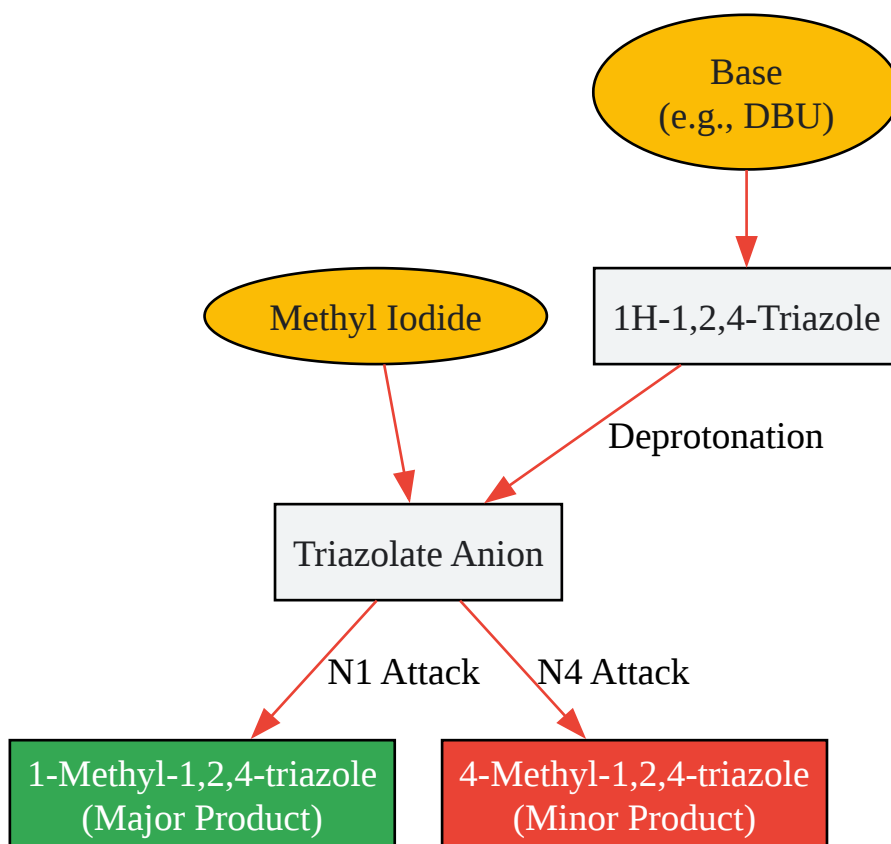 Base
(e.g., DBU)
Methyl Iodide
1H-1,2,4-Triazole
Deprotonation
Triazolate Anion
N1 Attack
N4 Attack
1-Methyl-1,2,4-triazole
(Major Product)
4-Methyl-1,2,4-triazole
(Minor Product)